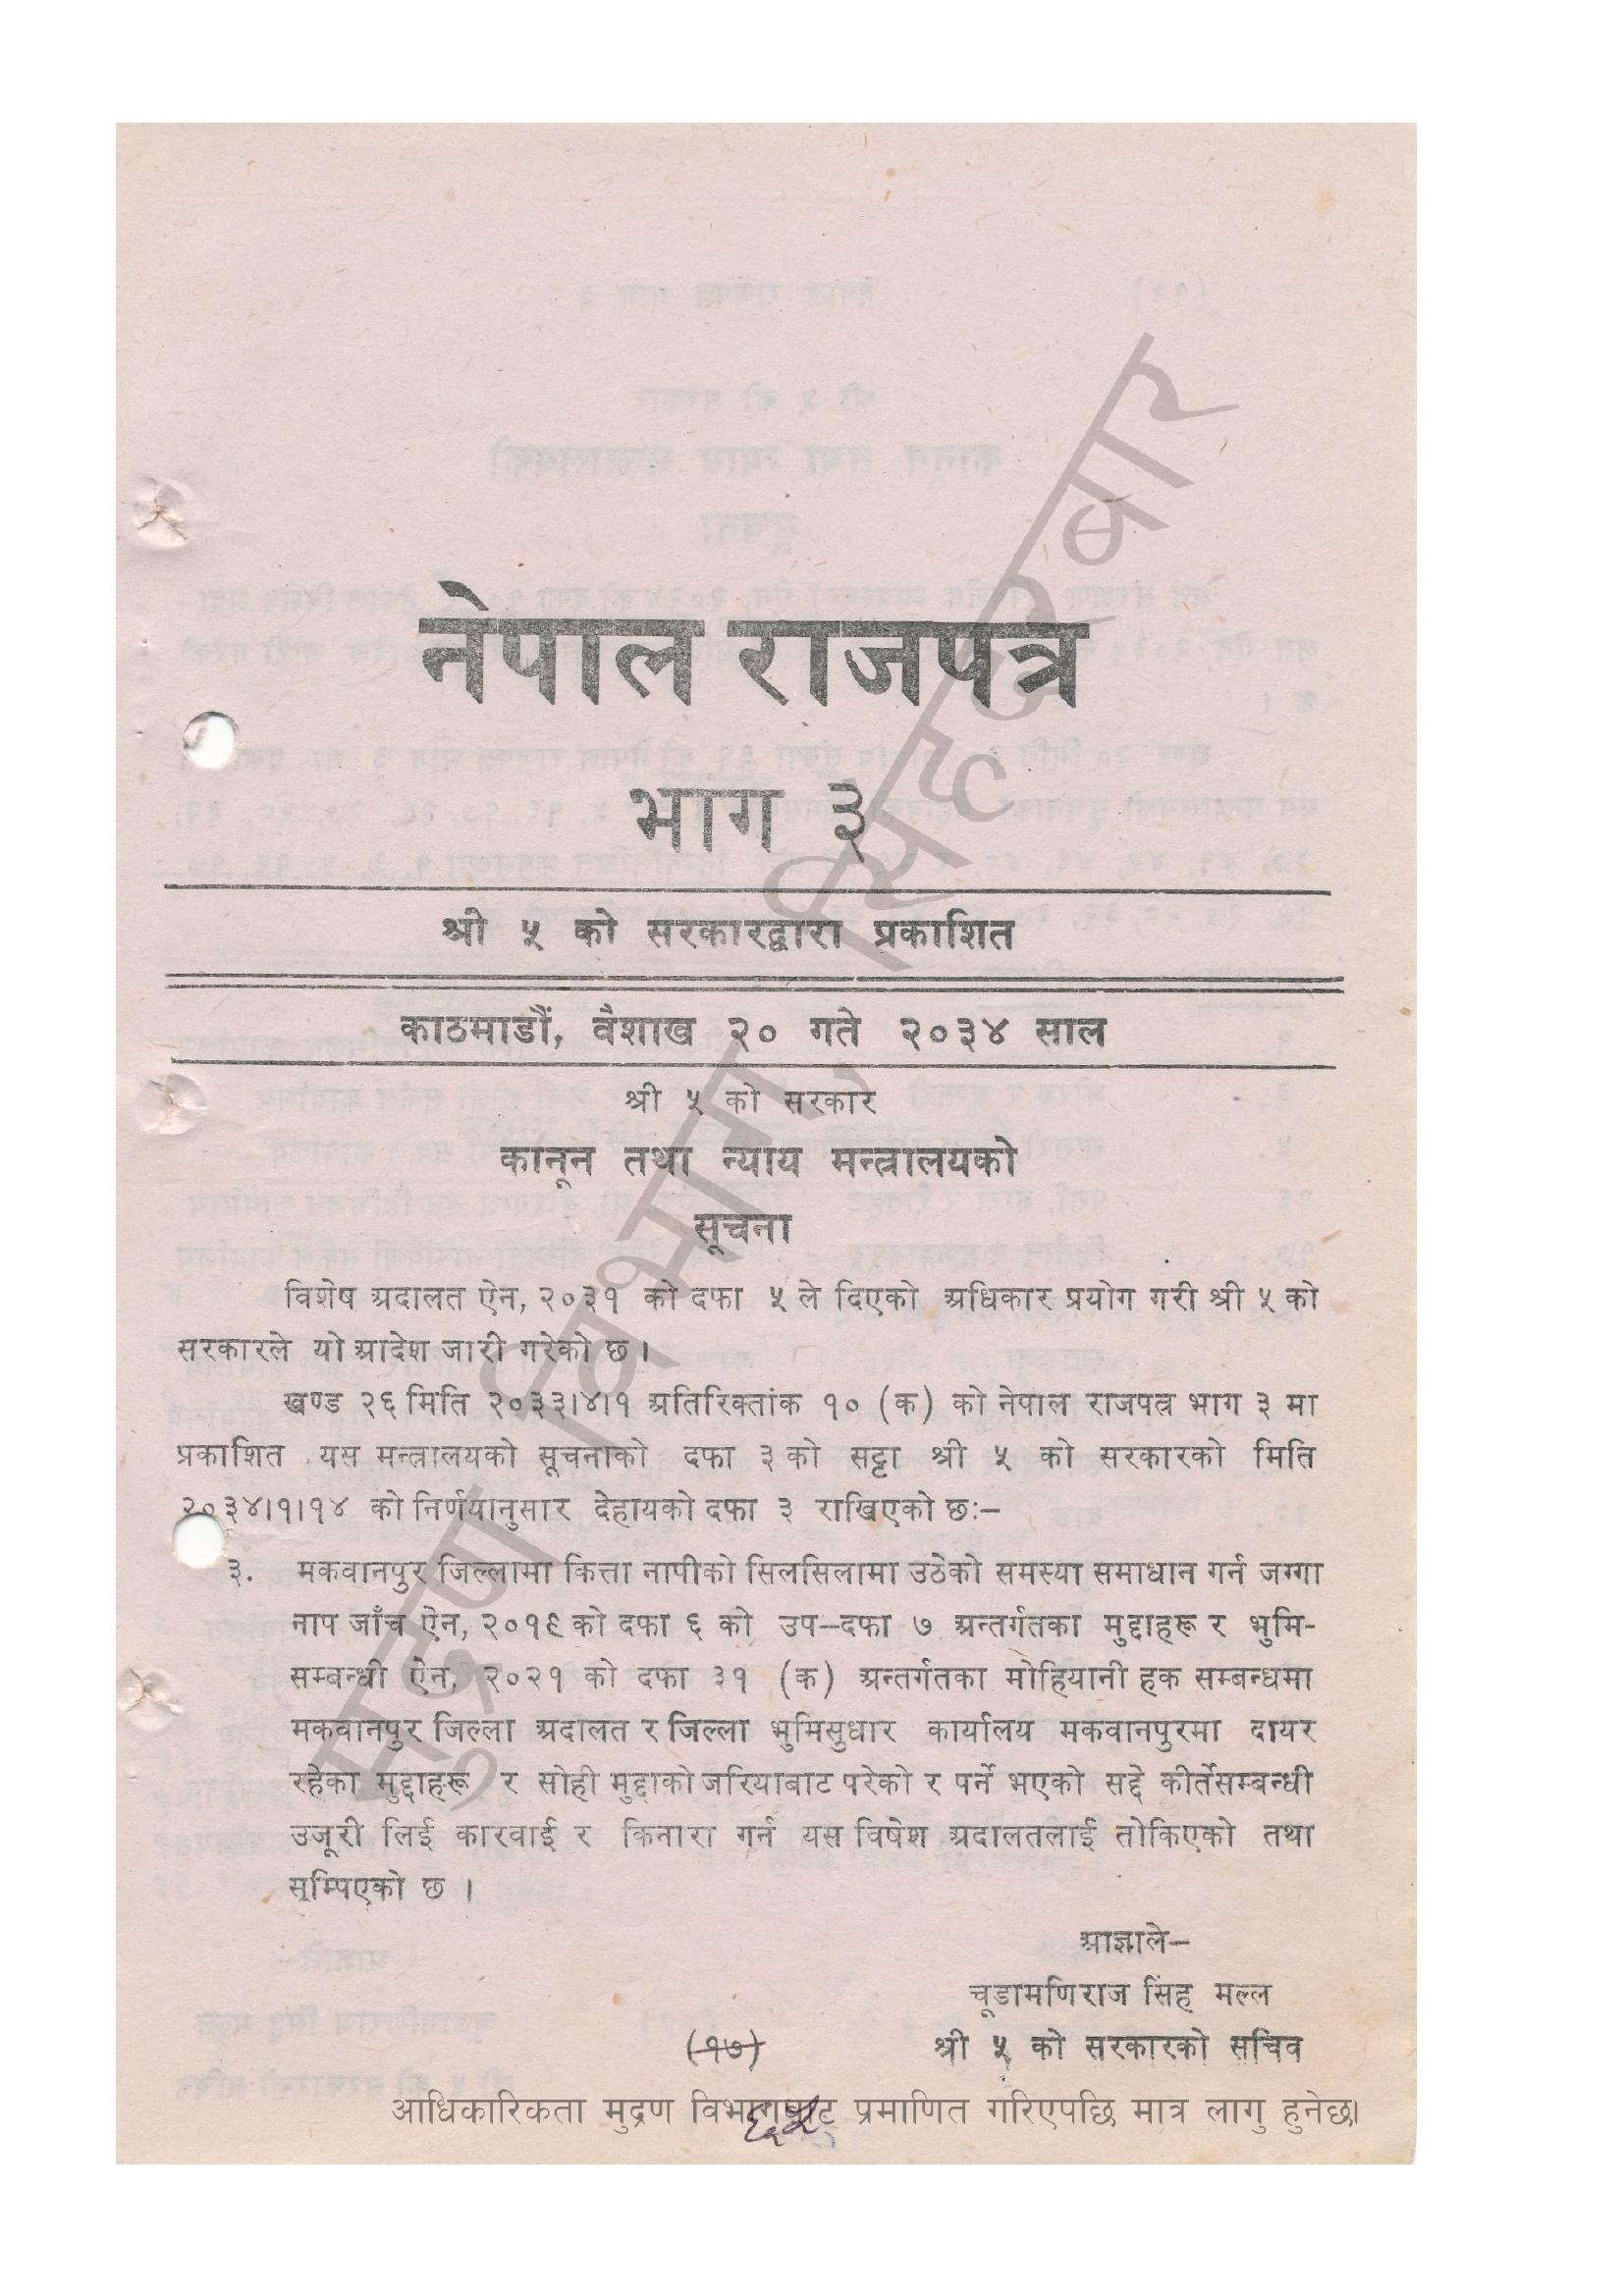 नेपाल राजपत्र
भाग ३
श्री ५ को सरकारद्वारा प्रकाशित
काठमाडौं, वैशाख २० गते २०३४ साल
श्री ५ को सरकार
कानून तथा न्याय मन्त्रालयको
सूचना
विशेष अदालत ऐन, २०३१ को दफा ५ ले दिएको अधिकार प्रयोग गरी श्री ५ को
सरकारले यो आदेश जारी गरेको छ ।
खण्ड २६ मिति २०३३।४।१ अतिरिक्तांक १० (क) को नेपाल राजपत्र भाग ३ मा
प्रकाशित यस मन्त्रालयको सूचनाको दफा ३ को सट्टा श्री ५ को सरकारको मिति
२०३४।१।१४ को निर्णयानुसार देहायको दफा ३ राखिएको छः–
३. मकवानपुर जिल्लामा कित्ता नापीको सिलसिलामा उठेको समस्या समाधान गर्न जग्गा
नाप जाँच ऐन, २०१९ को दफा ६ को उप–दफा ७ अन्तर्गतका मुद्दाहरू र भुमि-
सम्बन्धी ऐन, २०२१ को दफा ३१ (क) अन्तर्गतका मोहियानी हक सम्बन्धमा
मकवानपुर जिल्ला अदालत र जिल्ला भुमिसुधार कार्यालय मकवानपुरमा दायर
रहेका मुद्दाहरू र सोही मुद्दाको जरियाबाट परेको र पर्ने भएको सद्दे कीर्तेसम्बन्धी
उजूरी लिई कारवाई र किनारा गर्न यस विषेश अदालतलाई तोकिएको तथा
सुम्पिएको छ ।
आज्ञाले–
चूडामणिराज सिंह मल्ल
(१७) श्री ५ को सरकारको सचिव
आधिकारिकता मुद्रण विभागबाट प्रमाणित गरिएपछि मात्र लागु हुनेछ।
मुद्रण विभाग, सिंहदरबार